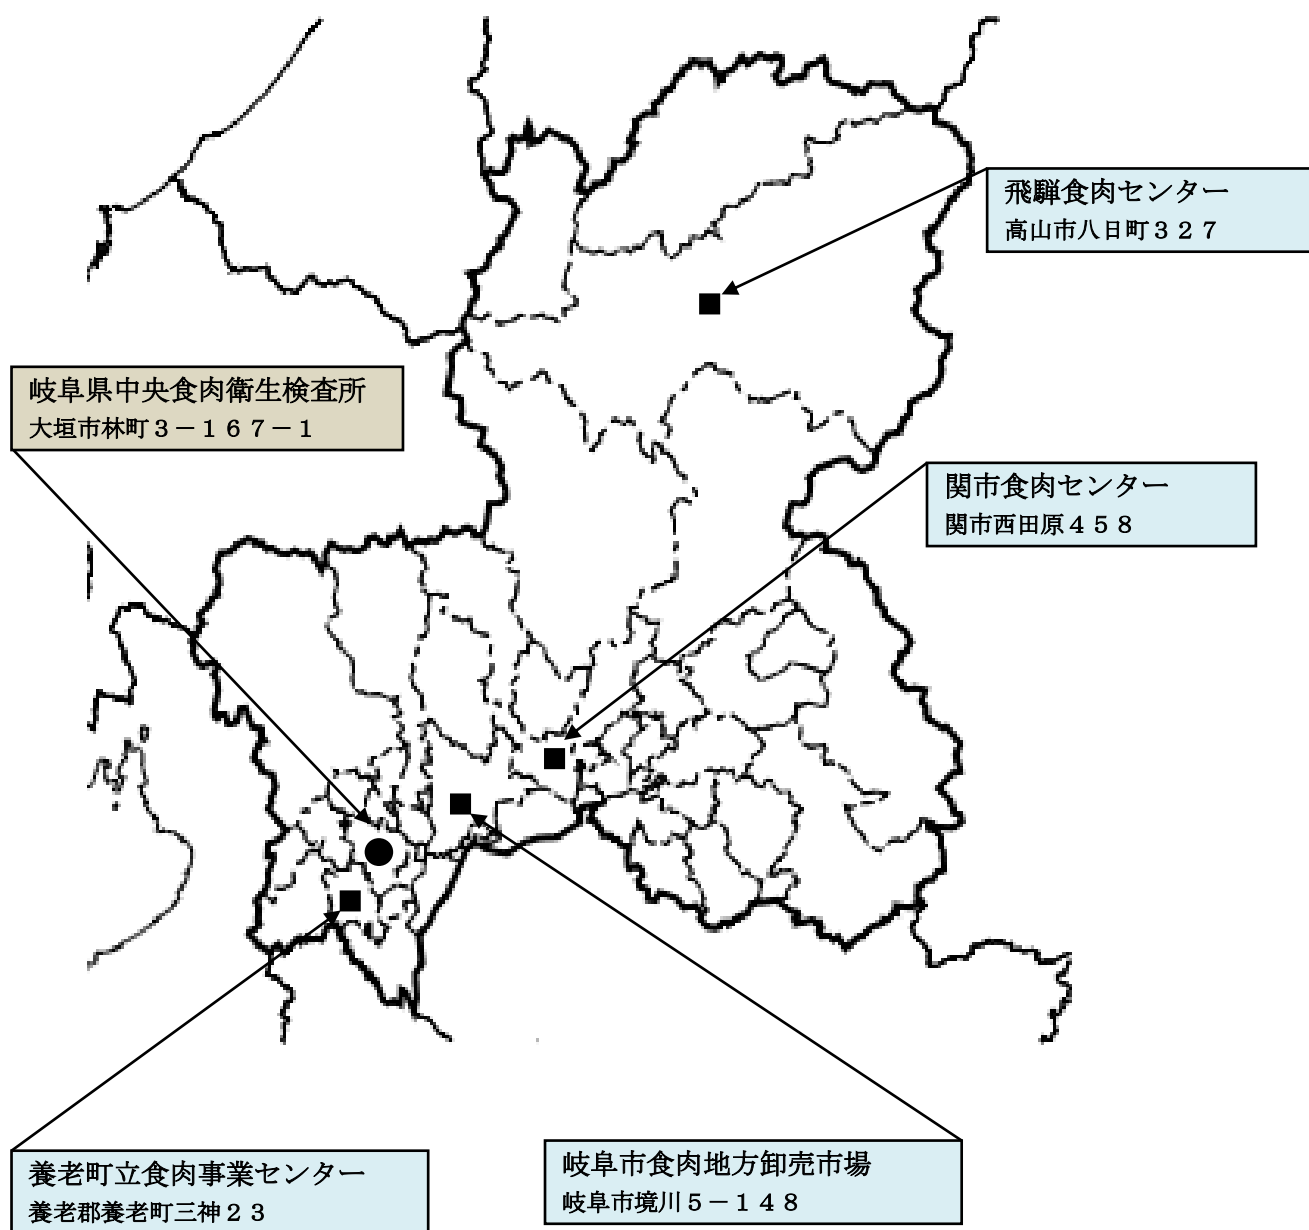 飛騨食肉センター
高山市八日町３２７
岐阜県中央食肉衛生検査所
大垣市林町３－１６７－１
関市食肉センター
関市西田原４５８
養老町立食肉事業センター
養老郡養老町三神２３
岐阜市食肉地方卸売市場
岐阜市境川５－１４８